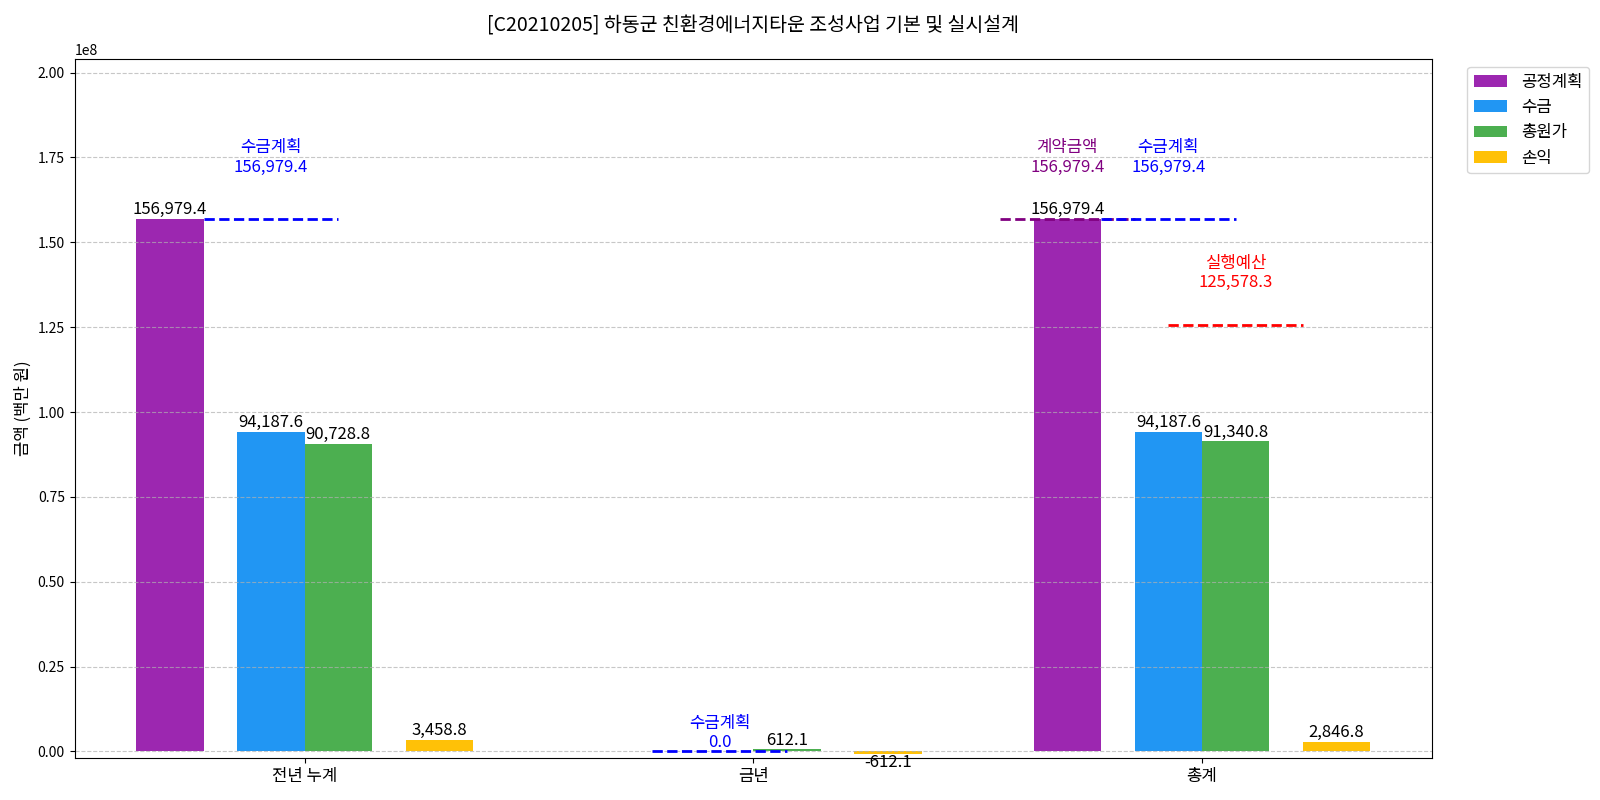 [C20210205] 하동군 친환경에너지타운 조성사업 기본 및 실시설계
1e8
금액 (백만 원)
2.00
1.75
1.50
1.25
1.00
0.75
0.50
0.25
0.00
수금계획
156,979.4
156,979.4
94,187.6
90,728.8
3,458.8
수금계획
0.0
612.1
-612.1
계약금액
156,979.4
수금계획
156,979.4
156,979.4
실행예산
125,578.3
94,187.6
91,340.8
2,846.8
전년 누계
금년
총계
공정계획
수금
총원가
손익